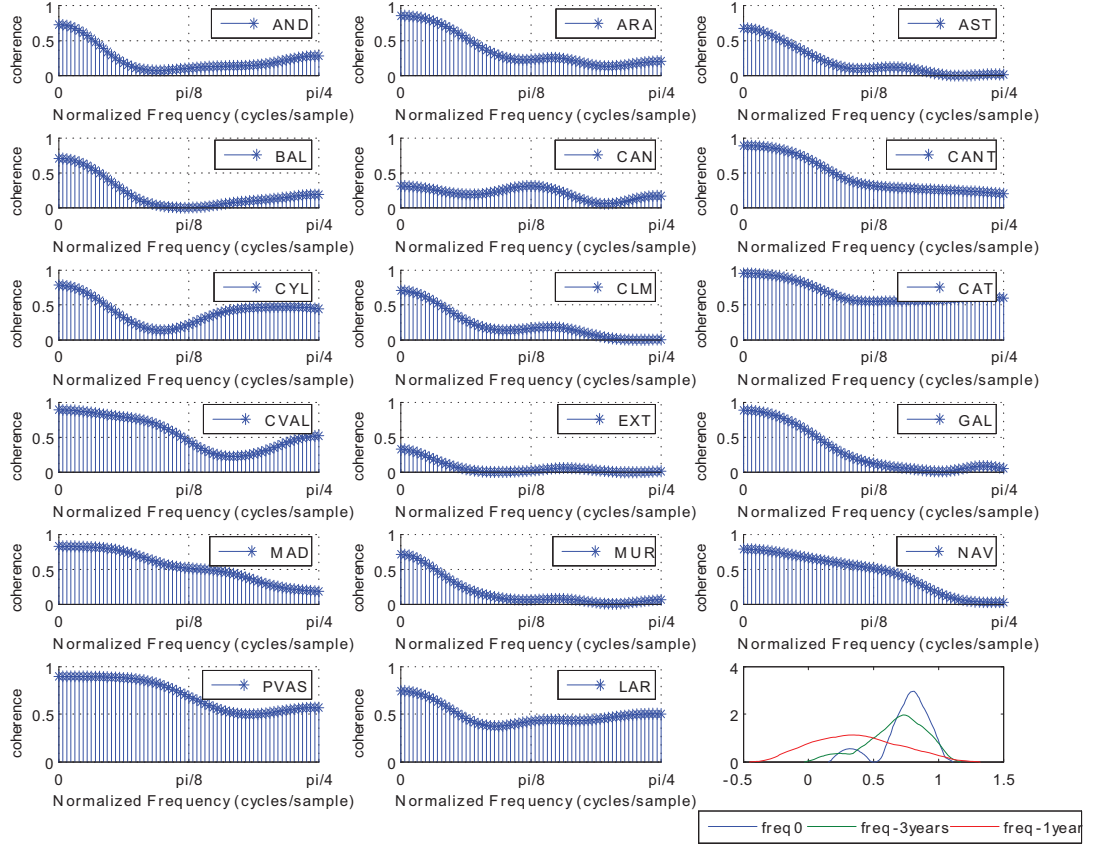 coherence
1
0.5
0
AND
0 pi/8 pi/4
Normalized Frequency (cycles/sample)
coherence
1
0.5
0
ARA
0 pi/8 pi/4
Normalized Frequency (cycles/sample)
coherence
1
0.5
0
AST
0 pi/8 pi/4
Normalized Frequency (cycles/sample)
coherence
1
0.5
0
BAL
0 pi/8 pi/4
Normalized Frequency (cycles/sample)
coherence
1
0.5
0
CAN
0 pi/8 pi/4
Normalized Frequency (cycles/sample)
coherence
1
0.5
0
CANT
0 pi/8 pi/4
Normalized Frequency (cycles/sample)
coherence
1
0.5
0
CYL
0 pi/8 pi/4
Normalized Frequency (cycles/sample)
coherence
1
0.5
0
CLM
0 pi/8 pi/4
Normalized Frequency (cycles/sample)
coherence
1
0.5
0
CAT
0 pi/8 pi/4
Normalized Frequency (cycles/sample)
coherence
1
0.5
0
CVAL
0 pi/8 pi/4
Normalized Frequency (cycles/sample)
coherence
1
0.5
0
EXT
0 pi/8 pi/4
Normalized Frequency (cycles/sample)
coherence
1
0.5
0
GAL
0 pi/8 pi/4
Normalized Frequency (cycles/sample)
coherence
1
0.5
0
MAD
0 pi/8 pi/4
Normalized Frequency (cycles/sample)
coherence
1
0.5
0
MUR
0 pi/8 pi/4
Normalized Frequency (cycles/sample)
coherence
1
0.5
0
NAV
0 pi/8 pi/4
Normalized Frequency (cycles/sample)
coherence
1
0.5
0
PVAS
0 pi/8 pi/4
Normalized Frequency (cycles/sample)
coherence
1
0.5
0
LAR
0 pi/8 pi/4
Normalized Frequency (cycles/sample)
4
2
0
-0.5 0 0.5 1 1.5
freq 0 freq -3years freq -1year